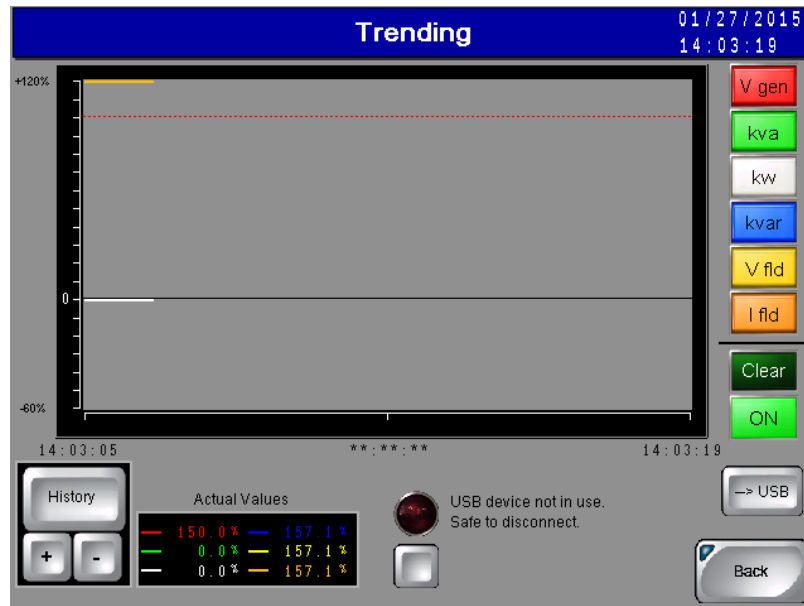 Trending
01/27/2015
14:03:19
+120%
V gen
kva
kw
kvar
V fld
0
I fld
Clear
-60%
ON
14:03:05
**:**:**
14:03:19
History
Actual Values
USB device not in use.
Safe to disconnect.
--> USB
150.0% 157.1%
+ - 0.0% 157.1%
0.0% 157.1%
Back